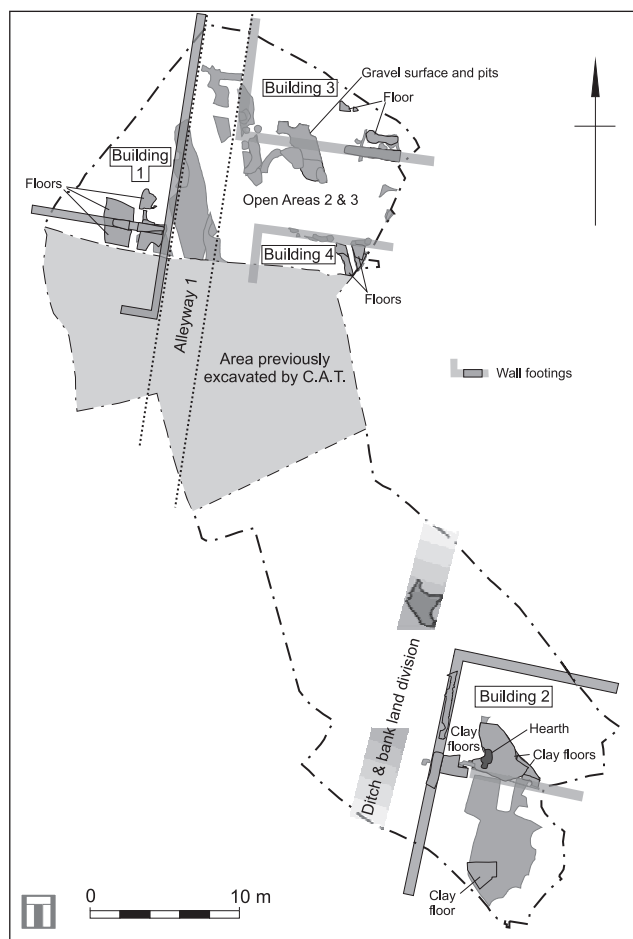 Gravel surface and pits
Building 3
Floor
Building
1
Floors
Open Areas 2 & 3
Building 4
Floors
Alleyway 1
Area previously
excavated by C.A.T.
Wall footings
Ditch & bank land division
Building 2
Clay
floors
Hearth
Clay floors
Clay
floor
0
10 m